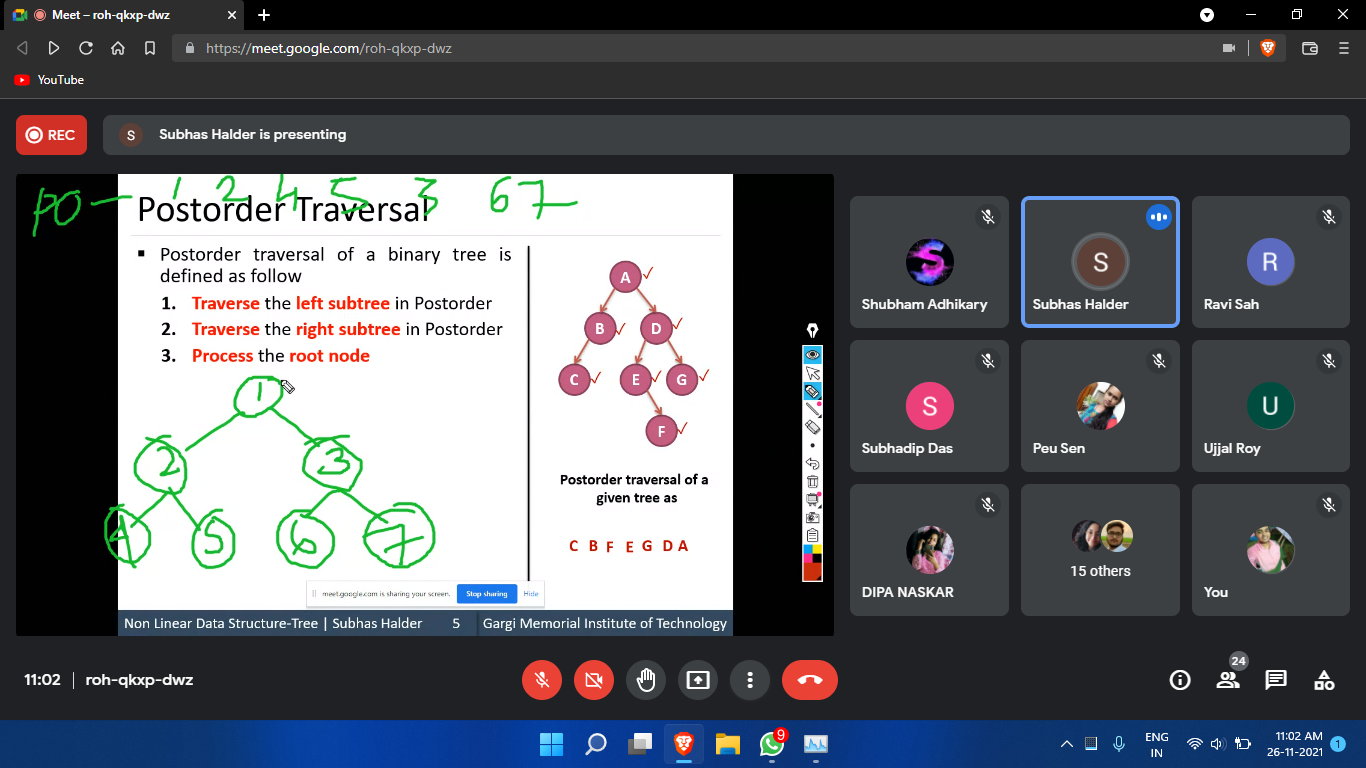 Meet – roh-qkxp-dwz
https://meet.google.com/roh-qkxp-dwz
YouTube
REC
S
Subhas Halder is presenting
PO — 1 2 4 5 3 6 7
Postorder Traversal
Postorder traversal of a binary tree is
defined as follow
1. Traverse the left subtree in Postorder
2. Traverse the right subtree in Postorder
3. Process the root node
1
2 3
4 5 6 7
A
B D
C E G
F
Postorder traversal of a
given tree as
C B F E G D A
meet.google.com is sharing your screen. Stop sharing Hide
Non Linear Data Structure-Tree | Subhas Halder 5 Gargi Memorial Institute of Technology
S
Shubham Adhikary
S
Subhas Halder
R
Ravi Sah
S
Subhadip Das
Peu Sen
U
Ujjal Roy
DIPA NASKAR
15 others
You
11:02 roh-qkxp-dwz
24
9
ENG
IN
11:02 AM
26-11-2021
1